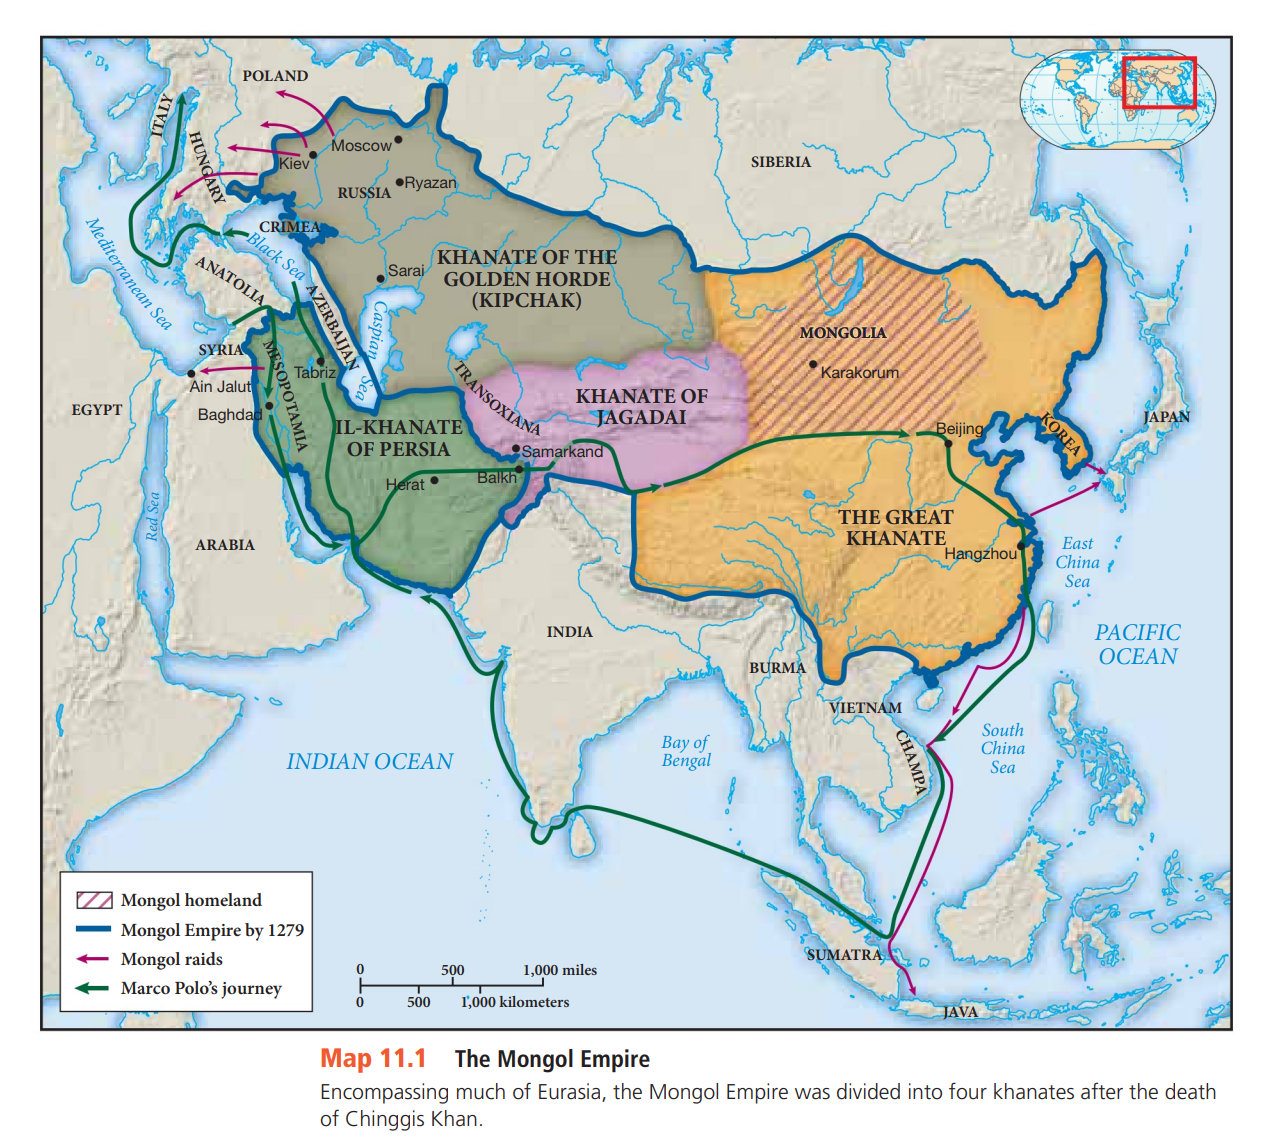 POLAND
ITALY
HUNGARY
Moscow
Kiev
SIBERIA
RUSSIA
Ryazan
CRIMEA
Mediterranean Sea
Black Sea
KHANATE OF THE
GOLDEN HORDE
(KIPCHAK)
ANATOLIA
Sarai
AZERBAIJAN
Caspian
Sea
MONGOLIA
SYRIA
MESOPOTAMIA
Tabriz
TRANSOXIANA
Karakorum
Ain Jalut
KHANATE OF
JAGADAI
EGYPT
Baghdad
JAPAN
KOREA
IL-KHANATE
OF PERSIA
Beijing
Samarkand
Herat
Balkh
Red Sea
THE GREAT
KHANATE
ARABIA
Hangzhou
East
China
Sea
INDIA
PACIFIC
OCEAN
BURMA
VIETNAM
CHAMPA
South
China
Sea
Bay of
Bengal
INDIAN OCEAN
Mongol homeland
Mongol Empire by 1279
Mongol raids
Marco Polo's journey
0 500 1,000 miles
0 500 1,000 kilometers
SUMATRA
JAVA
Map 11.1 The Mongol Empire
Encompassing much of Eurasia, the Mongol Empire was divided into four khanates after the death
of Chinggis Khan.